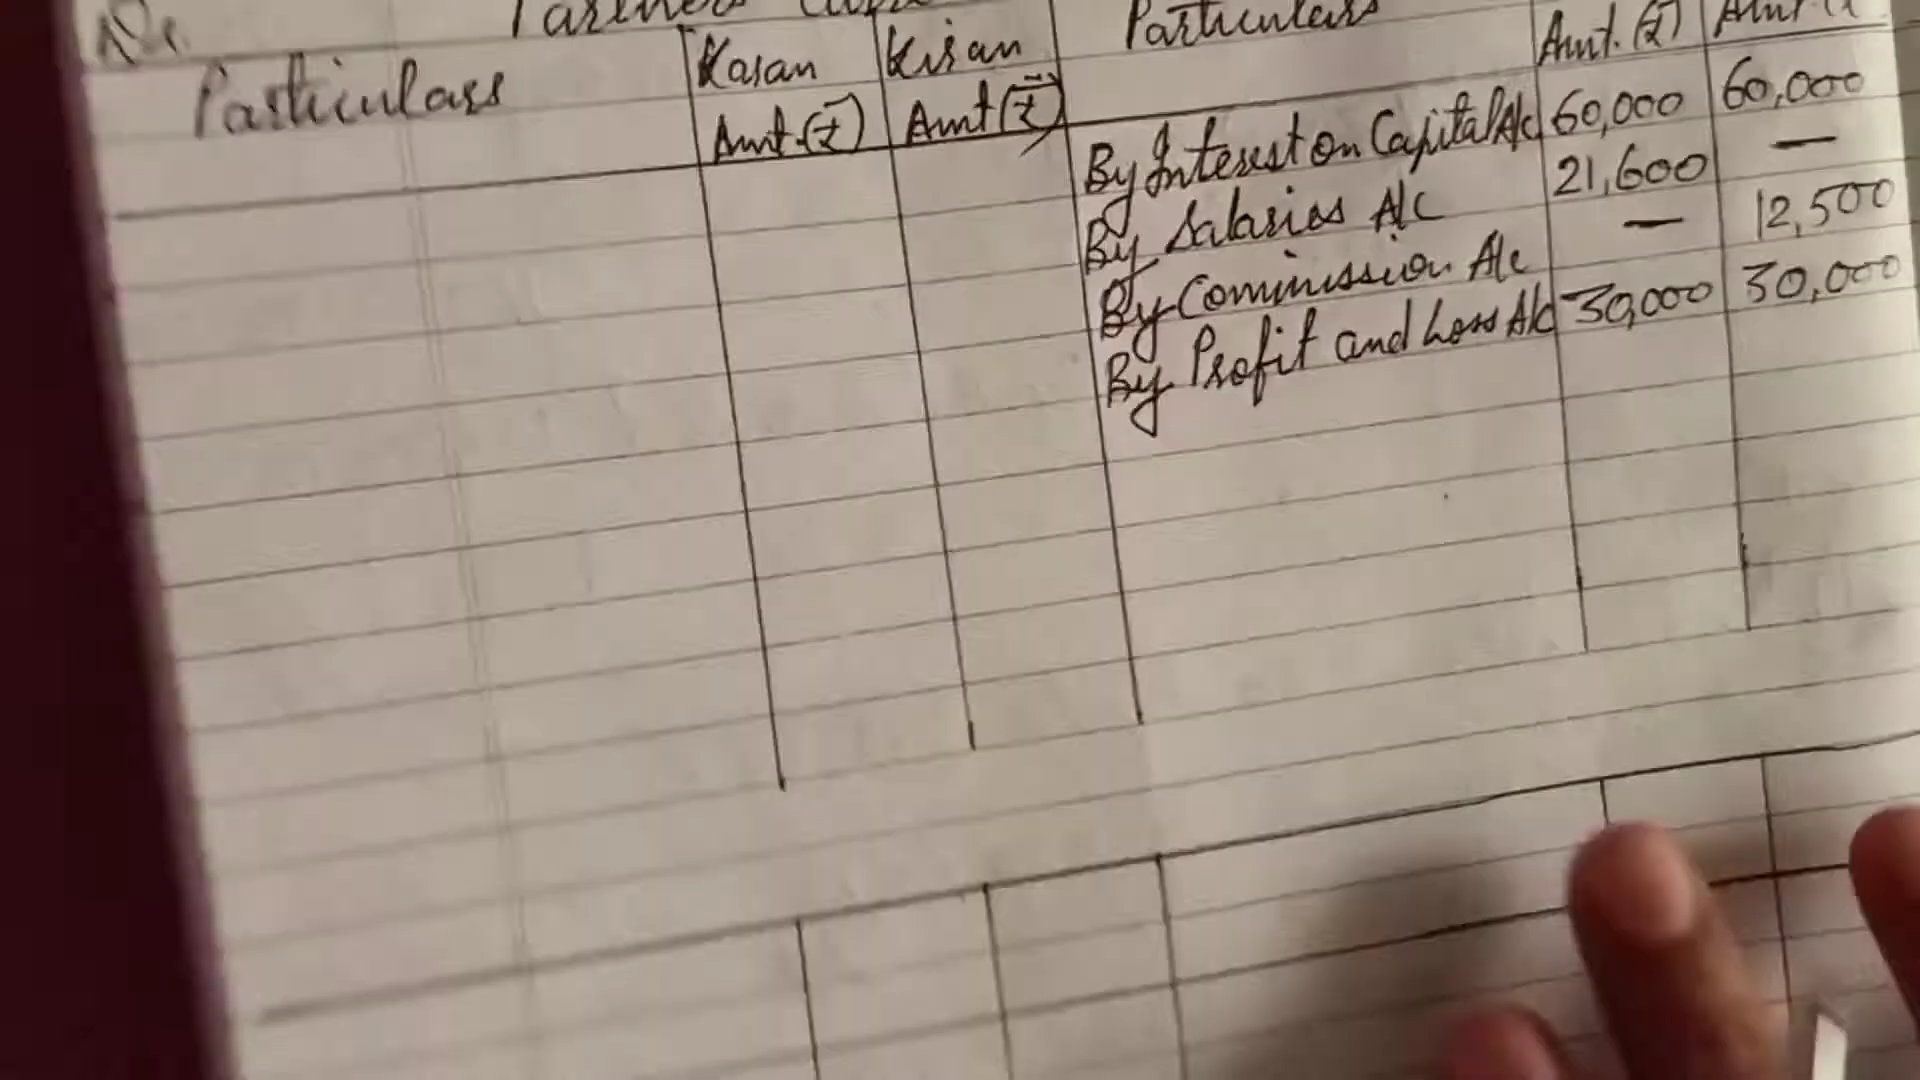 Dr.
Particulars Karan Kisan Particulars Amt. (₹) Amt. (₹
Amt. (₹) Amt (₹)
By Interest on Capital A/c 60,000 60,000
By Salaries A/c 21,600 —
By Commission A/c — 12,500
By Profit and Loss A/c 30,000 30,000